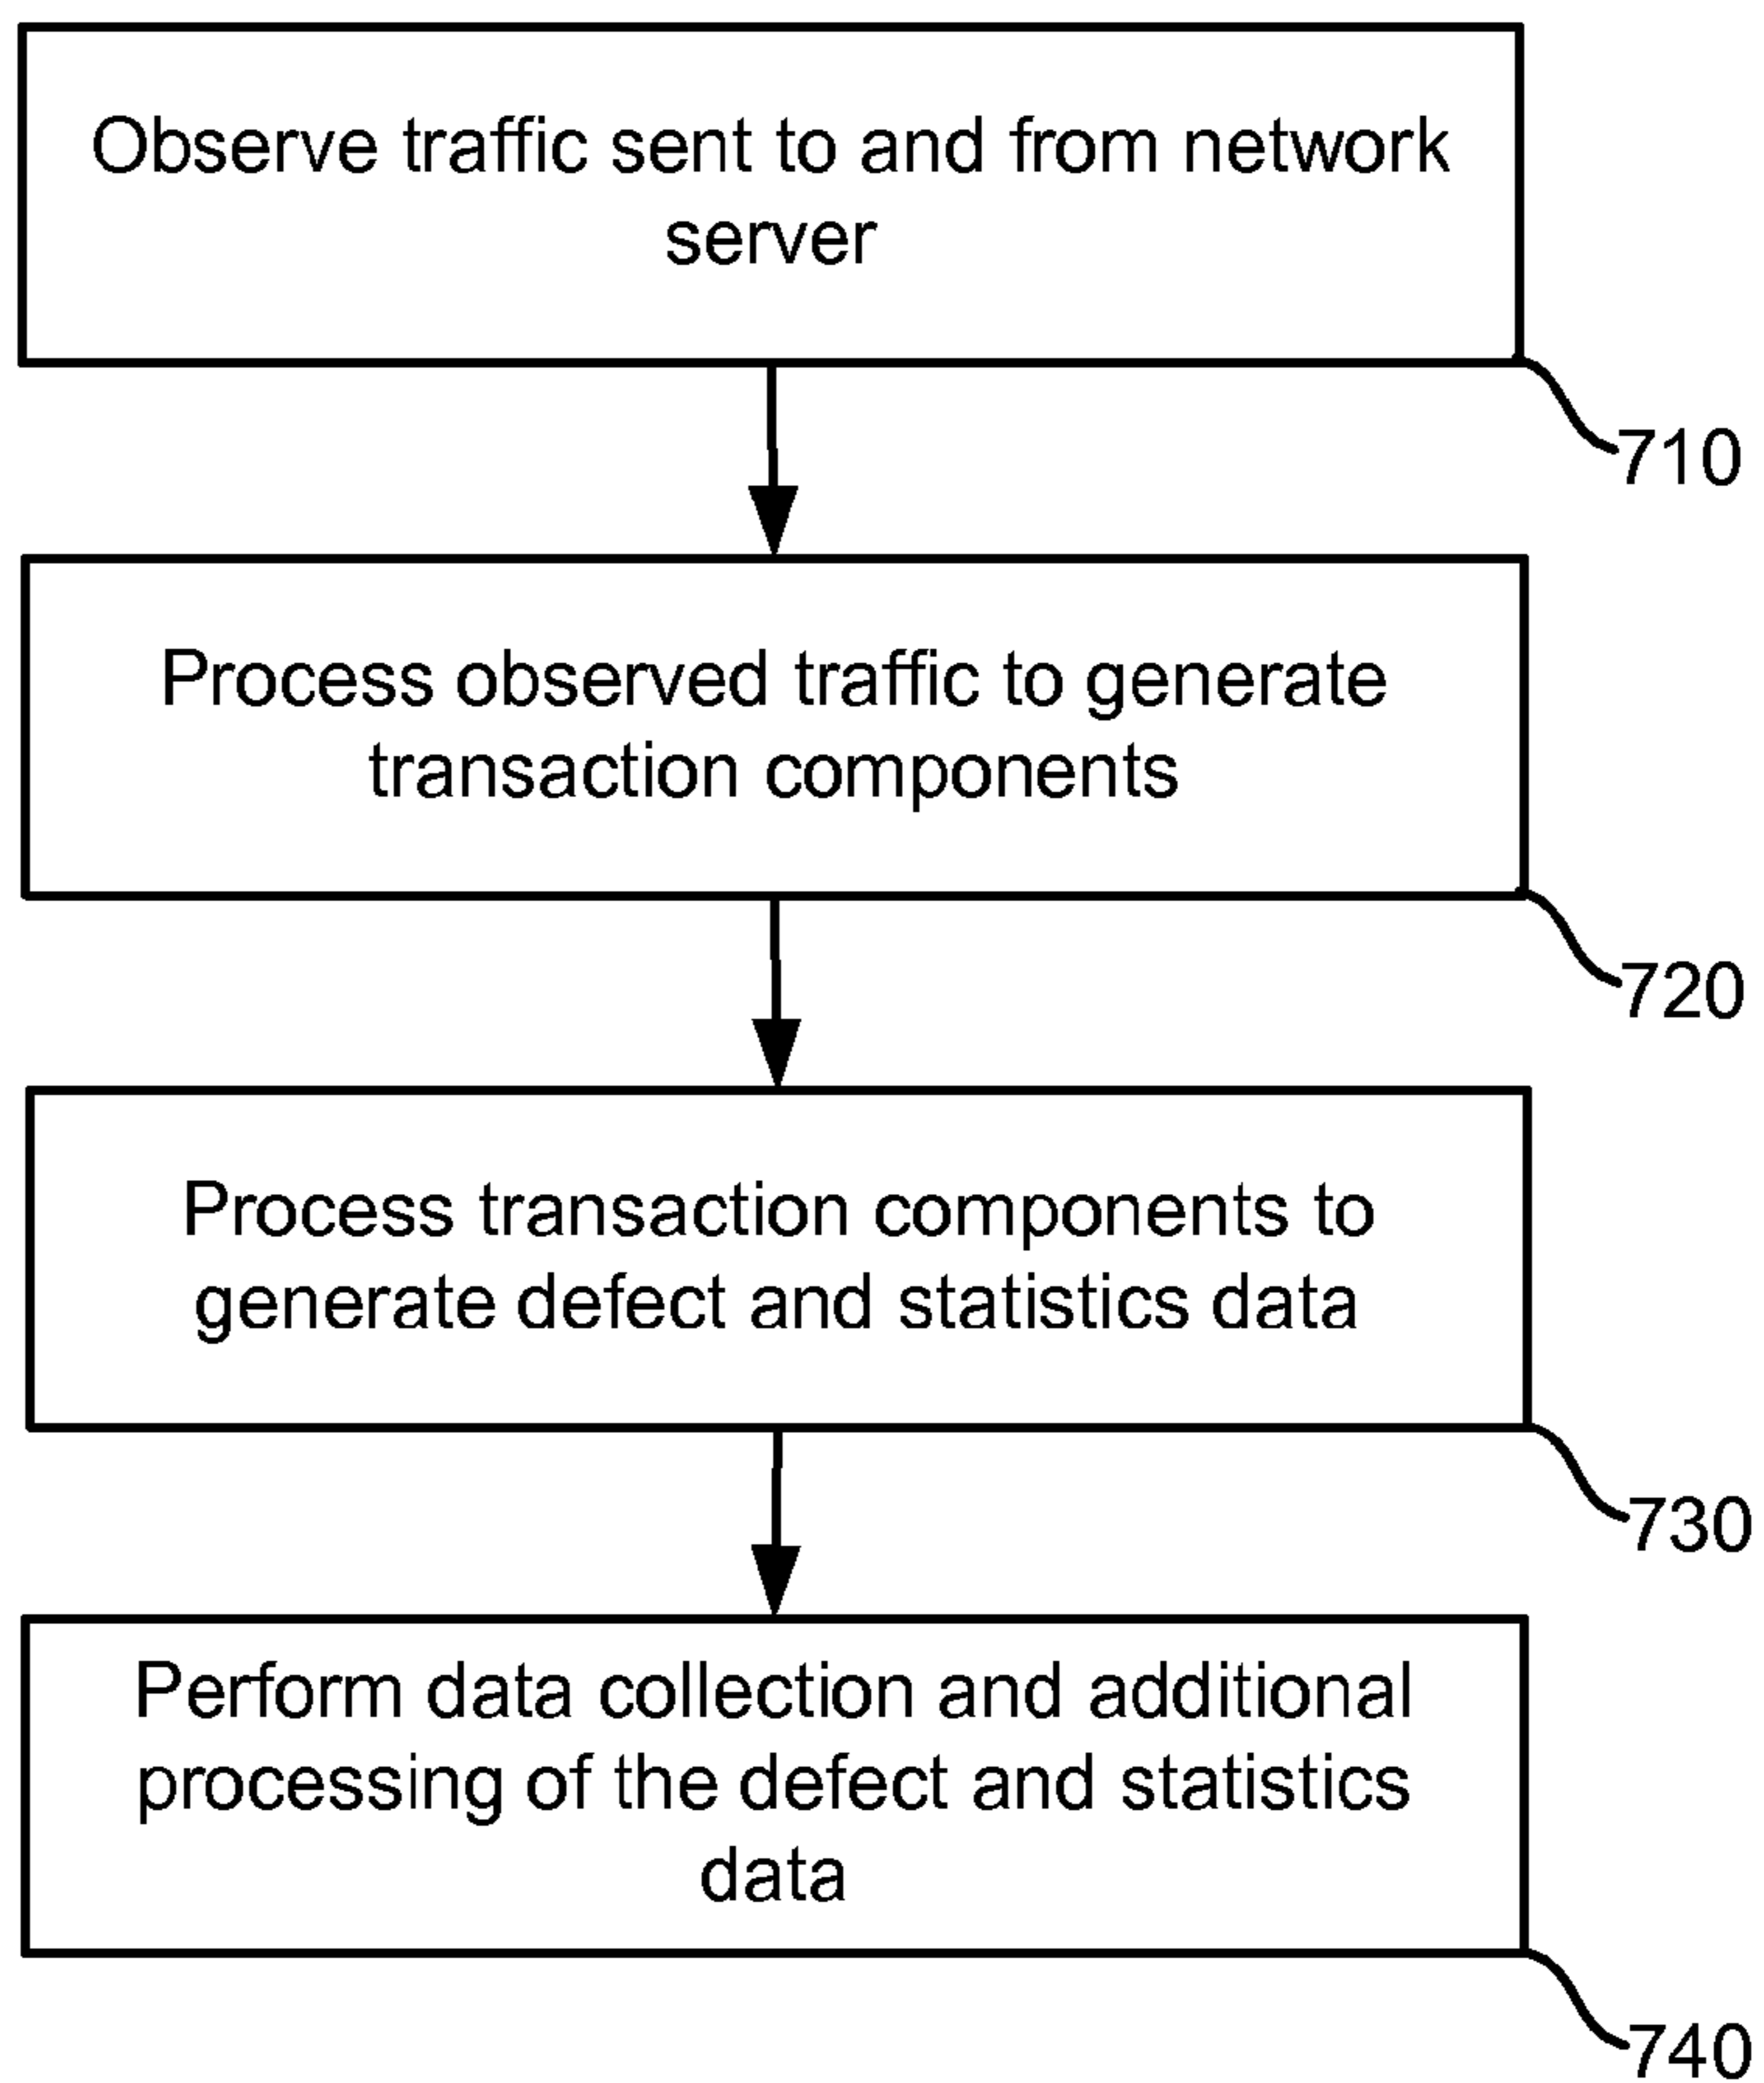 Observe traffic sent to and from network
server
710
Process observed traffic to generate
transaction components
720
Process transaction components to
generate defect and statistics data
730
Perform data collection and additional
processing of the defect and statistics
data
740